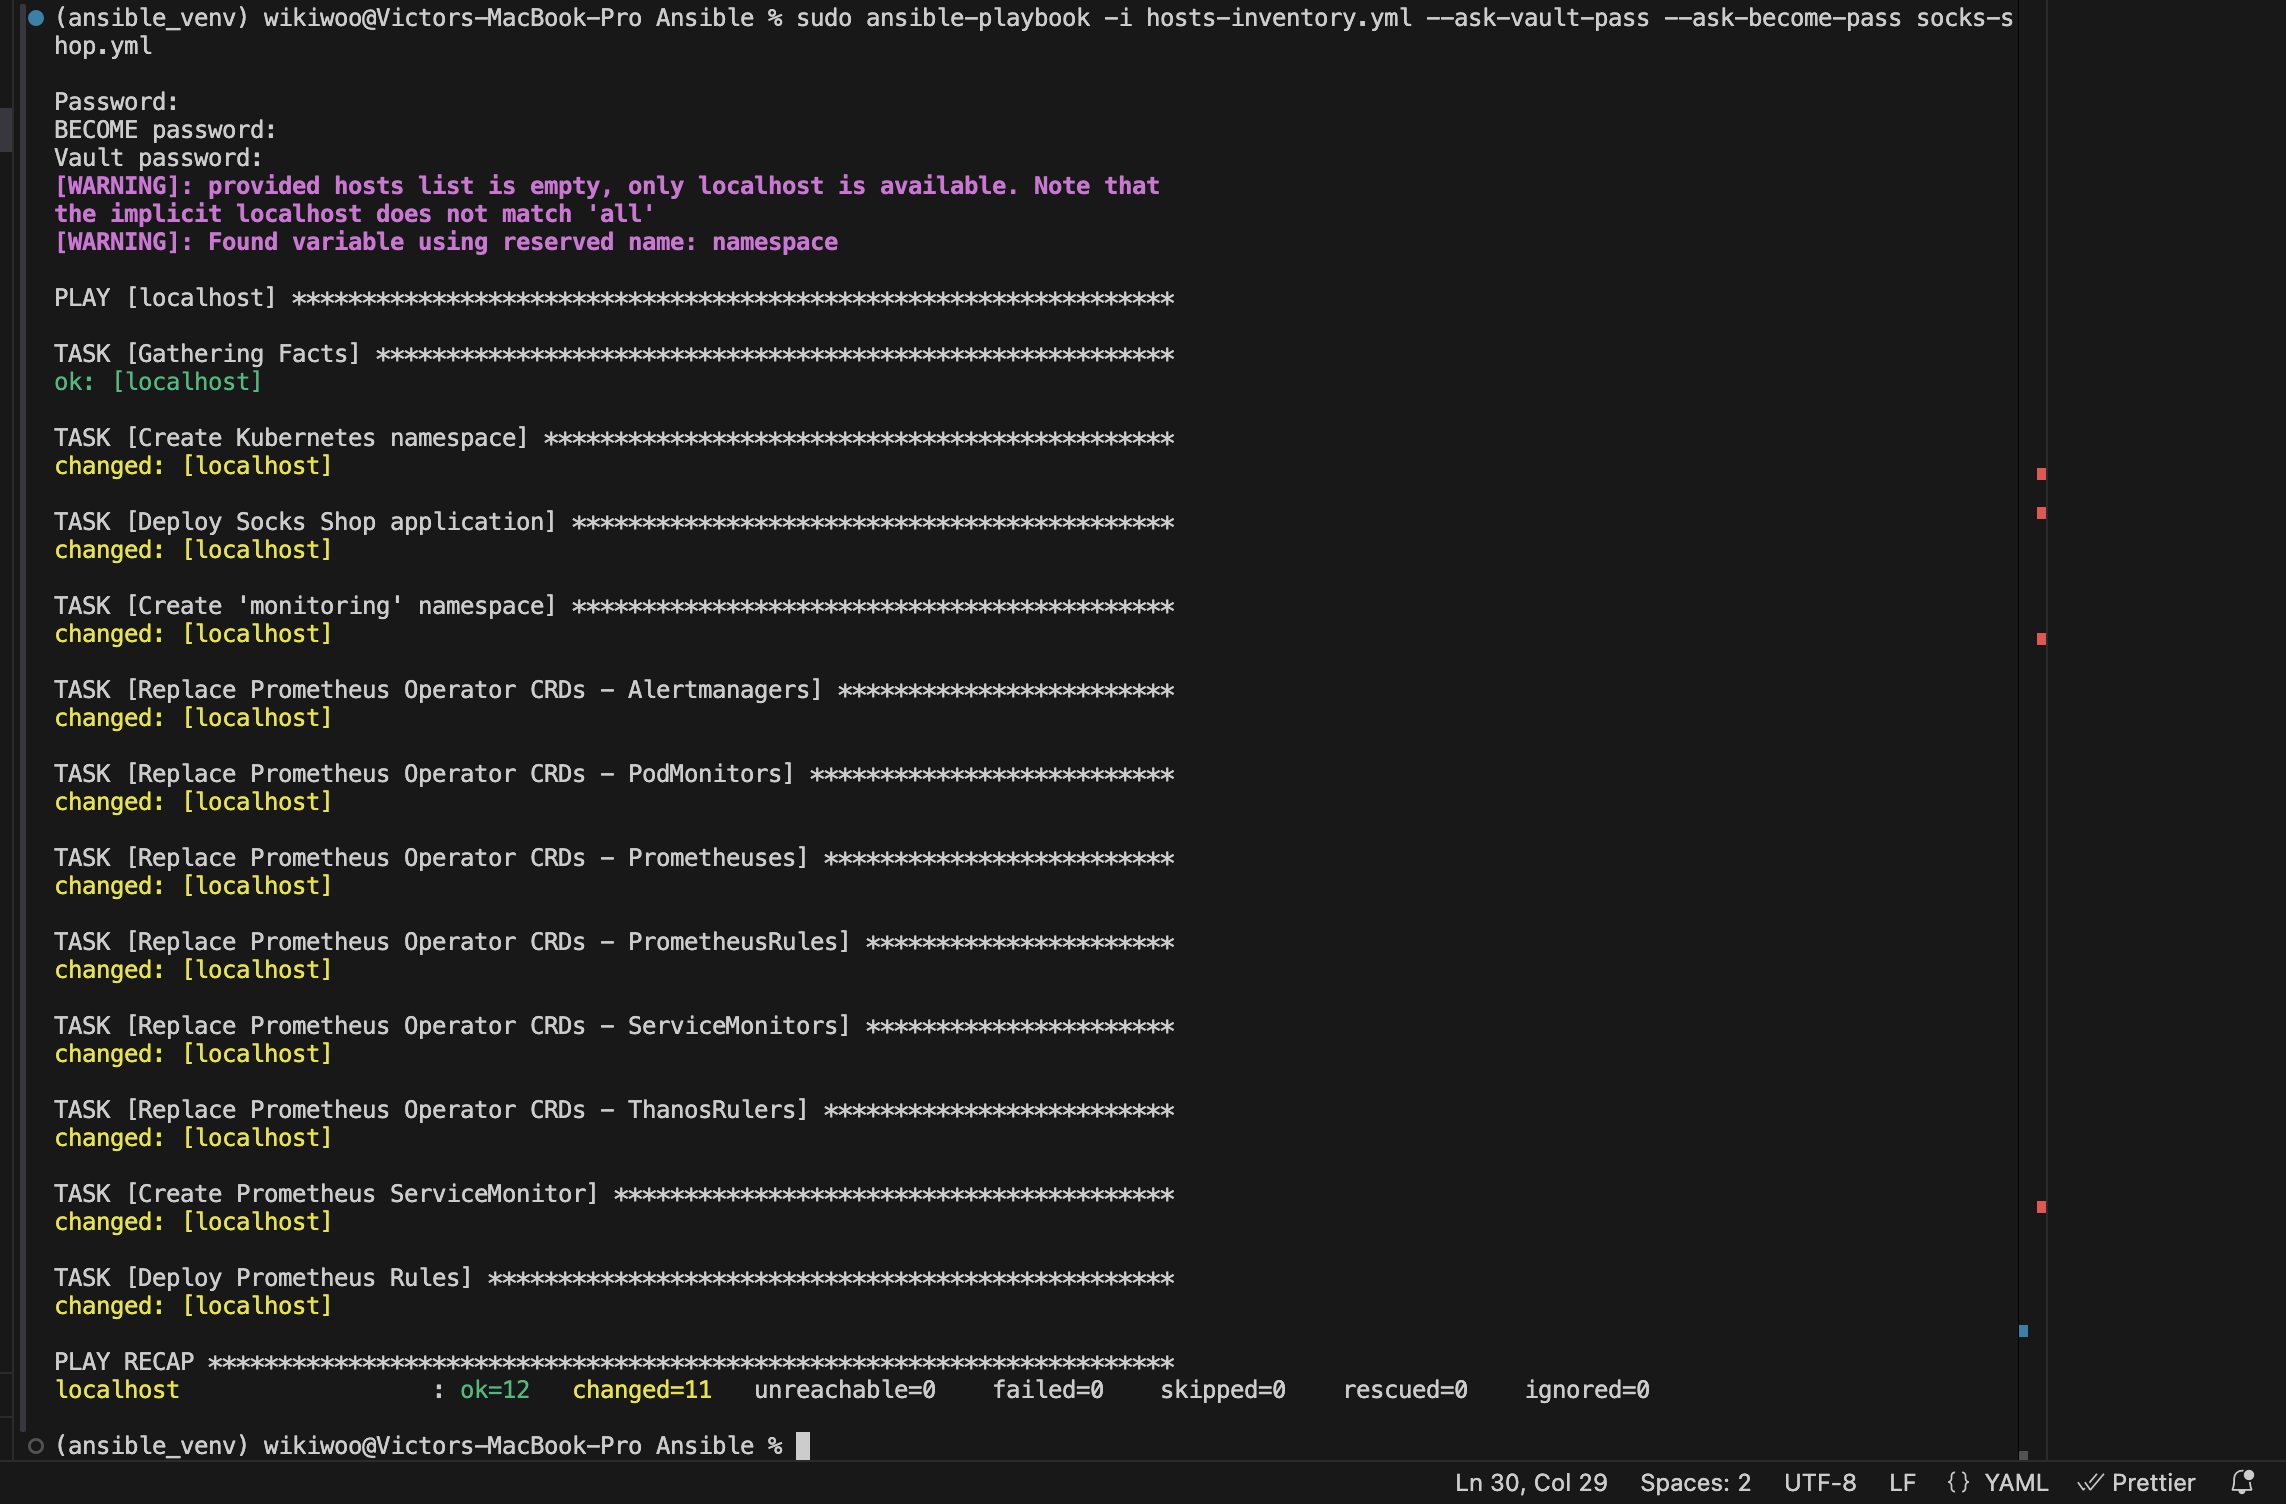 (ansible_venv) wikiwoo@Victors-MacBook-Pro Ansible % sudo ansible-playbook -i hosts-inventory.yml --ask-vault-pass --ask-become-pass socks-s
hop.yml
Password:
BECOME password:
Vault password:
[WARNING]: provided hosts list is empty, only localhost is available. Note that
the implicit localhost does not match 'all'
[WARNING]: Found variable using reserved name: namespace
PLAY [localhost] ***************************************************************
TASK [Gathering Facts] *********************************************************
ok: [localhost]
TASK [Create Kubernetes namespace] *********************************************
changed: [localhost]
TASK [Deploy Socks Shop application] *******************************************
changed: [localhost]
TASK [Create 'monitoring' namespace] *******************************************
changed: [localhost]
TASK [Replace Prometheus Operator CRDs - Alertmanagers] ************************
changed: [localhost]
TASK [Replace Prometheus Operator CRDs - PodMonitors] **************************
changed: [localhost]
TASK [Replace Prometheus Operator CRDs - Prometheuses] *************************
changed: [localhost]
TASK [Replace Prometheus Operator CRDs - PrometheusRules] **********************
changed: [localhost]
TASK [Replace Prometheus Operator CRDs - ServiceMonitors] **********************
changed: [localhost]
TASK [Replace Prometheus Operator CRDs - ThanosRulers] *************************
changed: [localhost]
TASK [Create Prometheus ServiceMonitor] ****************************************
changed: [localhost]
TASK [Deploy Prometheus Rules] *************************************************
changed: [localhost]
PLAY RECAP *********************************************************************
localhost                  : ok=12   changed=11   unreachable=0    failed=0    skipped=0    rescued=0    ignored=0
(ansible_venv) wikiwoo@Victors-MacBook-Pro Ansible %
Ln 30, Col 29 Spaces: 2 UTF-8 LF {} YAML Prettier